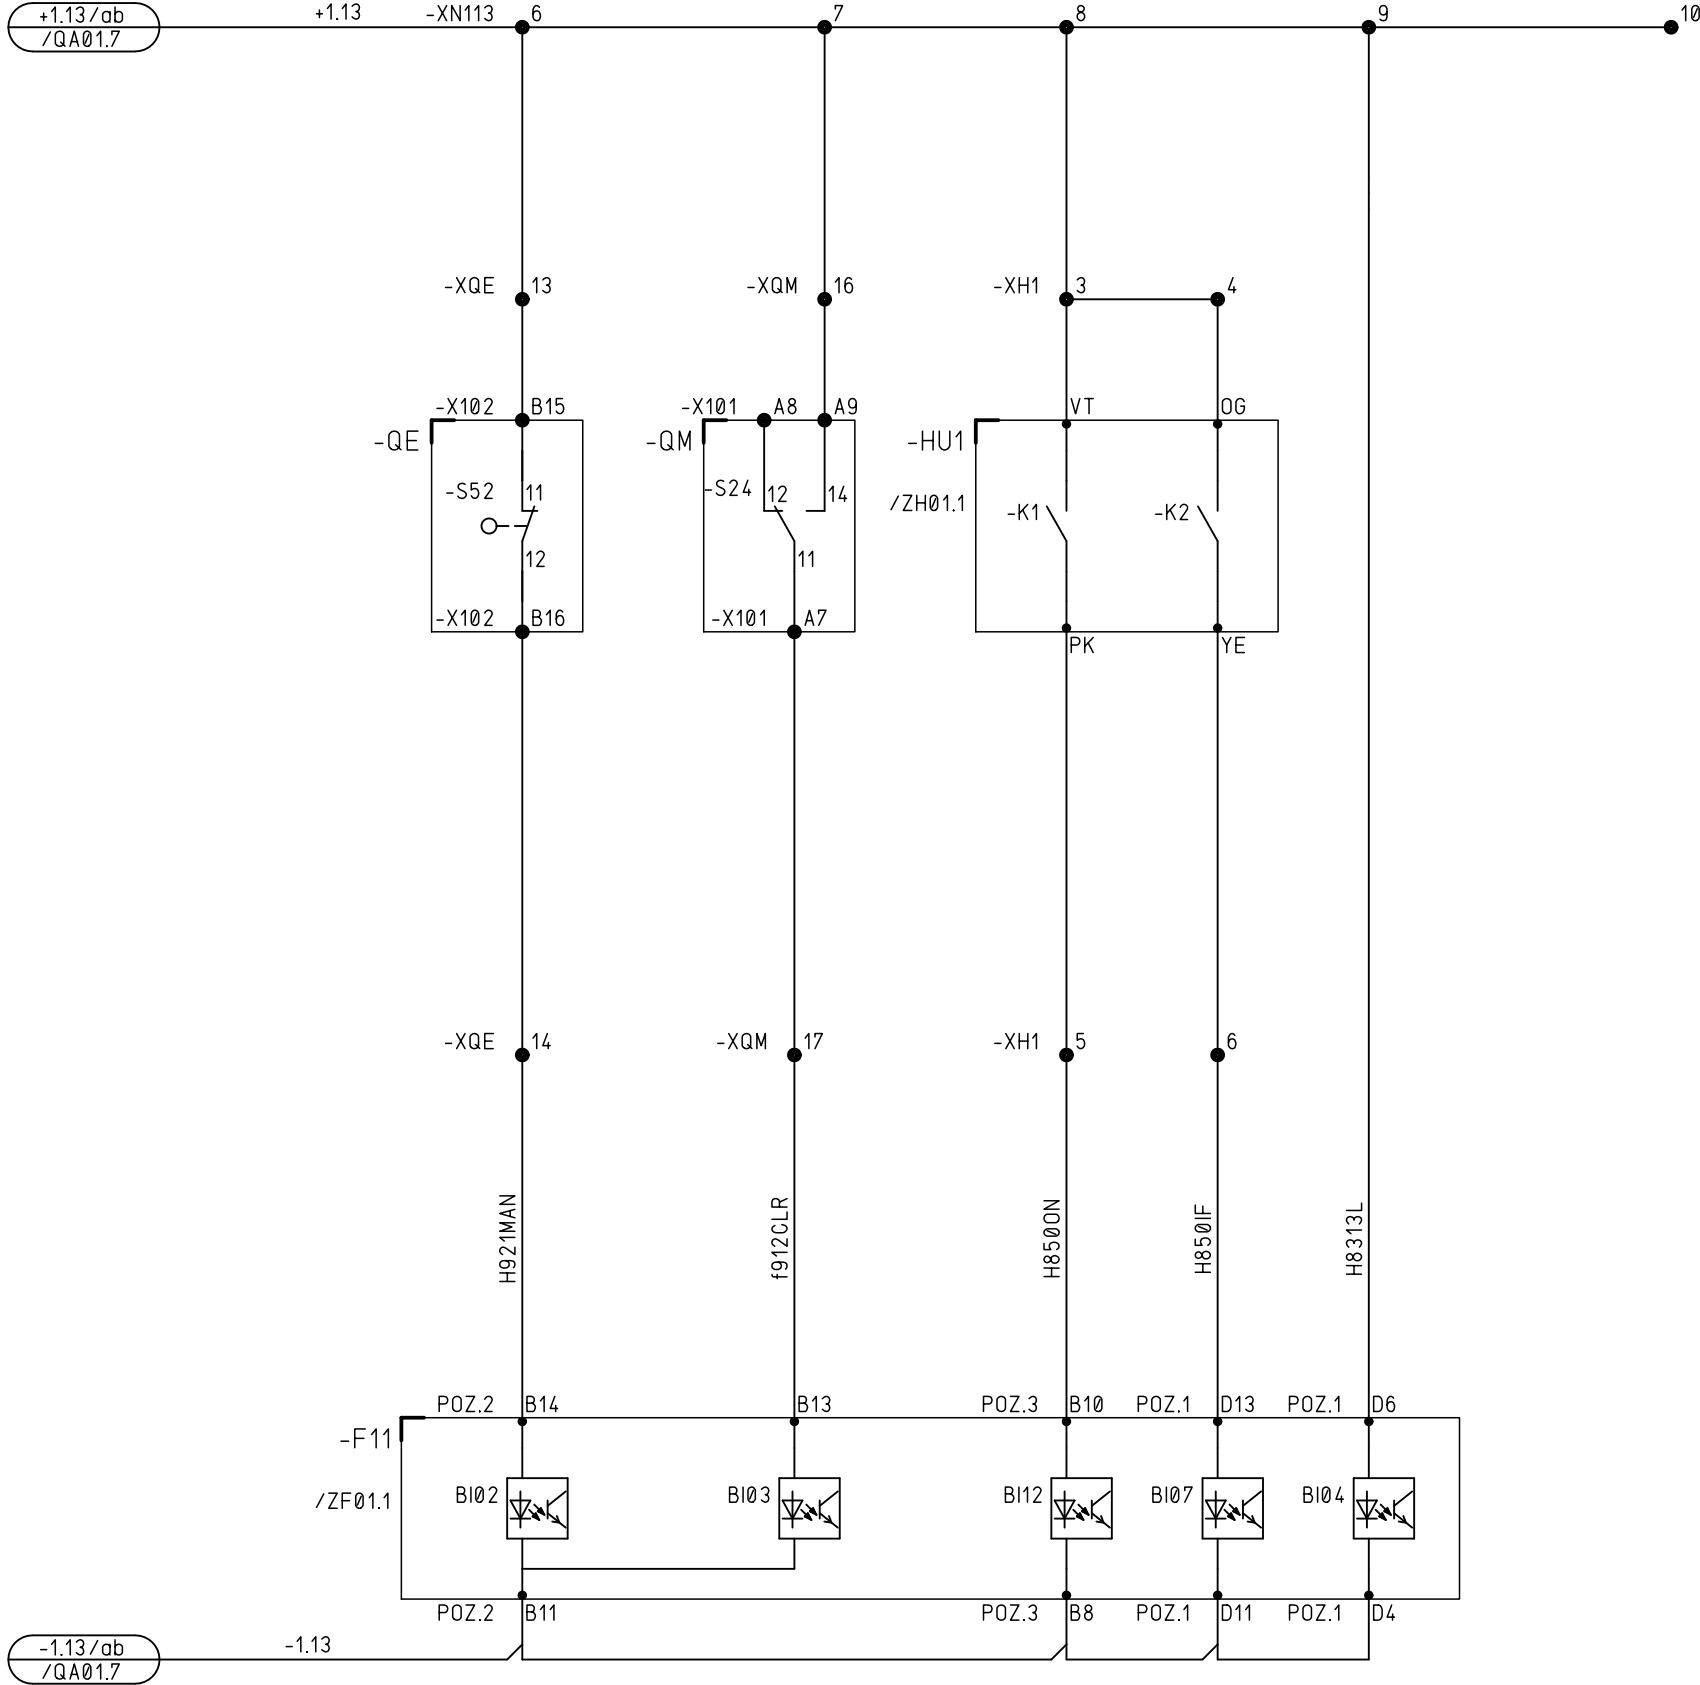 +1.13/ab
/QA01.7
+1.13
-XN113 6
7
8
9
10
-XQE 13
-XQM 16
-XH1 3
4
-X102 B15
-X101 A8 A9
VT
OG
-QE
-QM
-HU1
-S52 11
-S24 12
14
/ZH01.1
-K1
-K2
12
11
-X102 B16
-X101 A7
PK
YE
-XQE 14
-XQM 17
-XH1 5
6
H921MAN
f912CLR
H850ON
H850IF
H8313L
POZ.2 B14
B13
POZ.3 B10
POZ.1 D13
POZ.1 D6
-F11
/ZF01.1
BI02
BI03
BI12
BI07
BI04
POZ.2 B11
POZ.3 B8
POZ.1 D11
POZ.1 D4
-1.13/ab
/QA01.7
-1.13